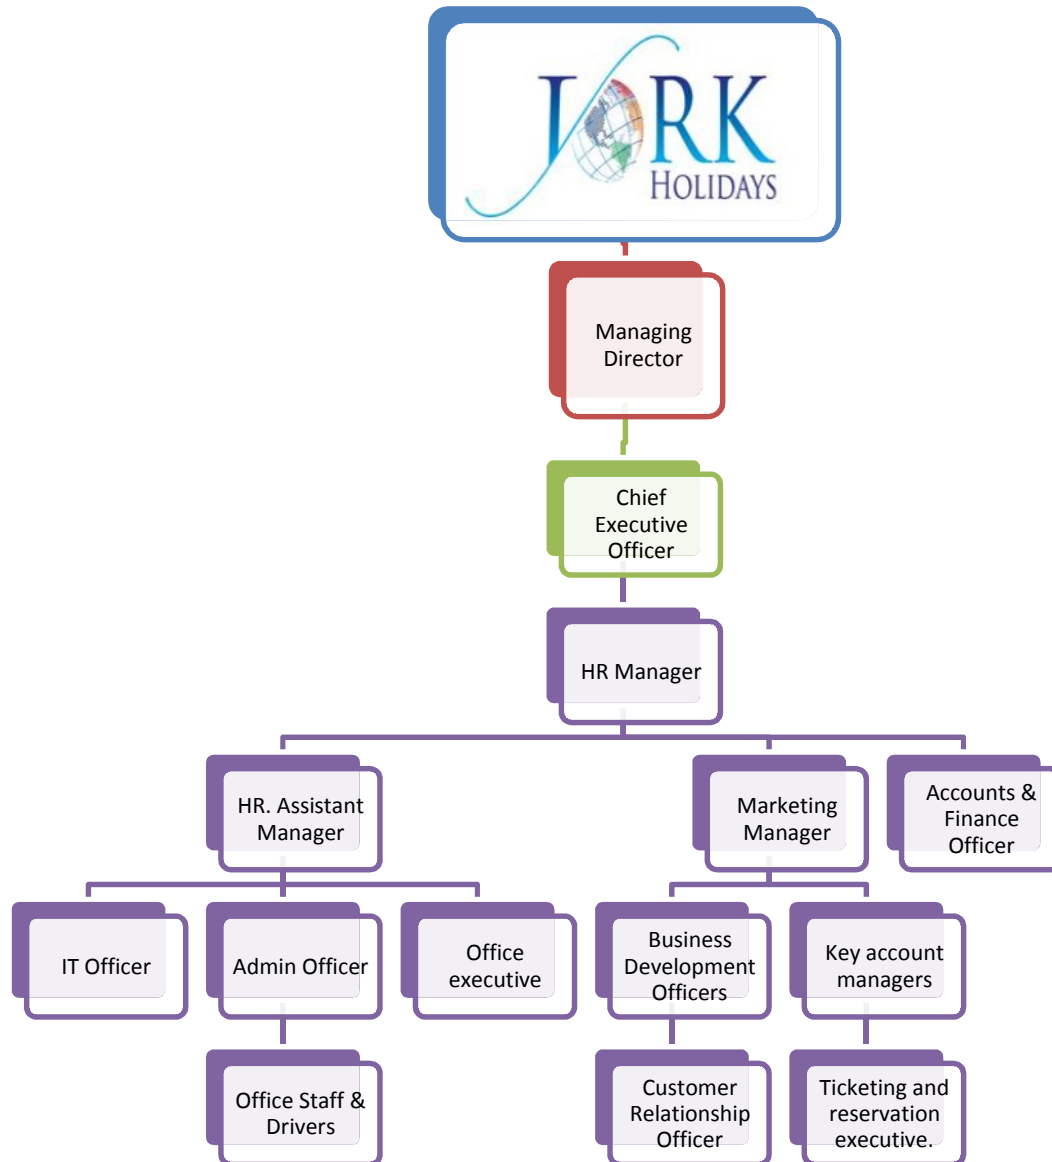 JORK
HOLIDAYS
Managing
Director
Chief
Executive
Officer
HR Manager
HR. Assistant
Manager
Marketing
Manager
Accounts &
Finance
Officer
IT Officer
Admin Officer
Office
executive
Business
Development
Officers
Key account
managers
Office Staff &
Drivers
Customer
Relationship
Officer
Ticketing and
reservation
executive.